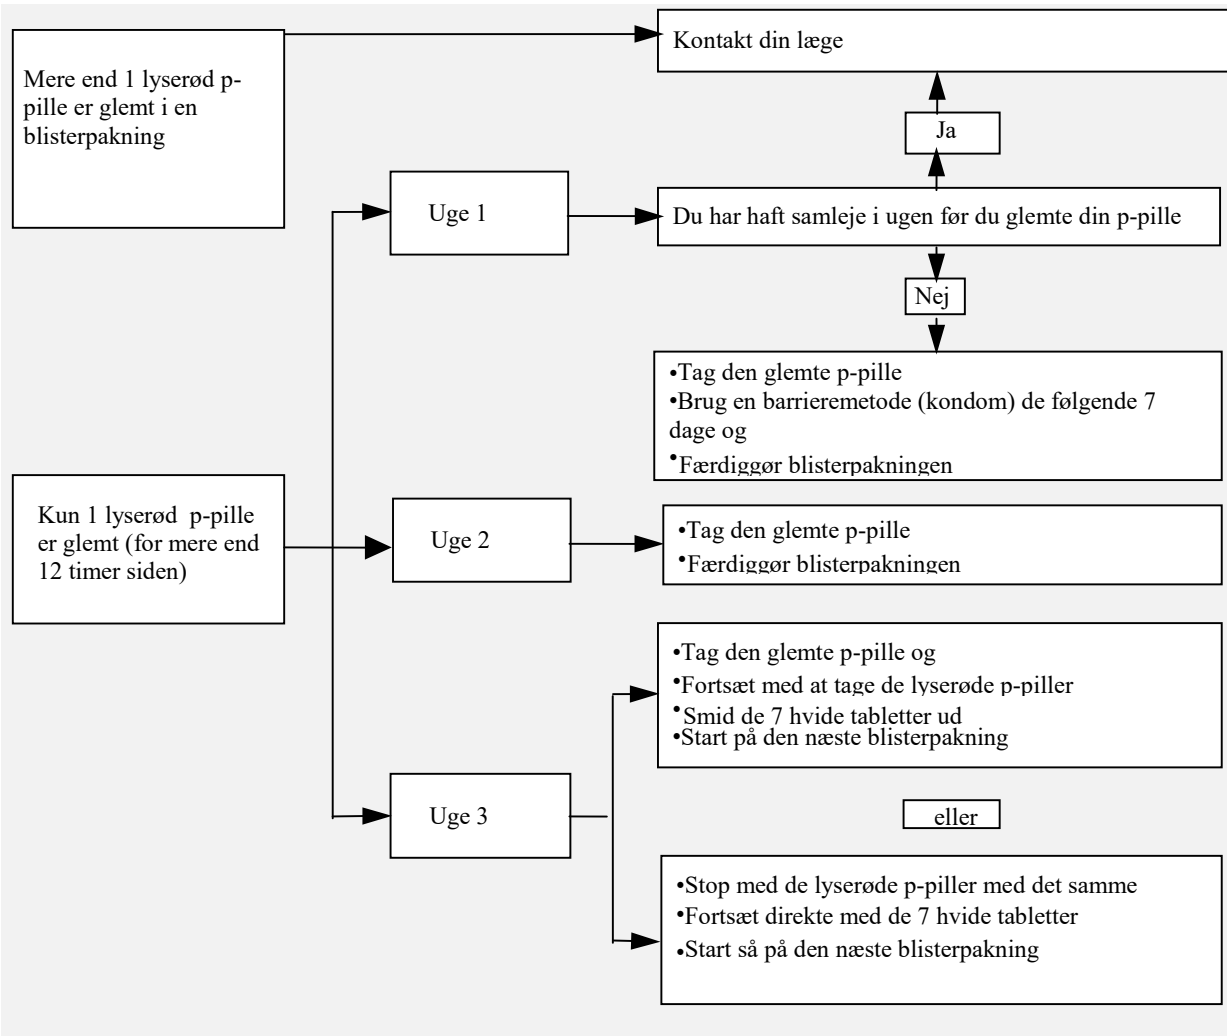 Mere end 1 lyserød p-
pille er glemt i en
blisterpakning
Kontakt din læge
Ja
Uge 1
Du har haft samleje i ugen før du glemte din p-pille
Nej
•Tag den glemte p-pille
•Brug en barrieremetode (kondom) de følgende 7
dage og
•Færdiggør blisterpakningen
Kun 1 lyserød p-pille
er glemt (for mere end
12 timer siden)
Uge 2
•Tag den glemte p-pille
•Færdiggør blisterpakningen
Uge 3
•Tag den glemte p-pille og
•Fortsæt med at tage de lyserøde p-piller
•Smid de 7 hvide tabletter ud
•Start på den næste blisterpakning
eller
•Stop med de lyserøde p-piller med det samme
•Fortsæt direkte med de 7 hvide tabletter
•Start så på den næste blisterpakning